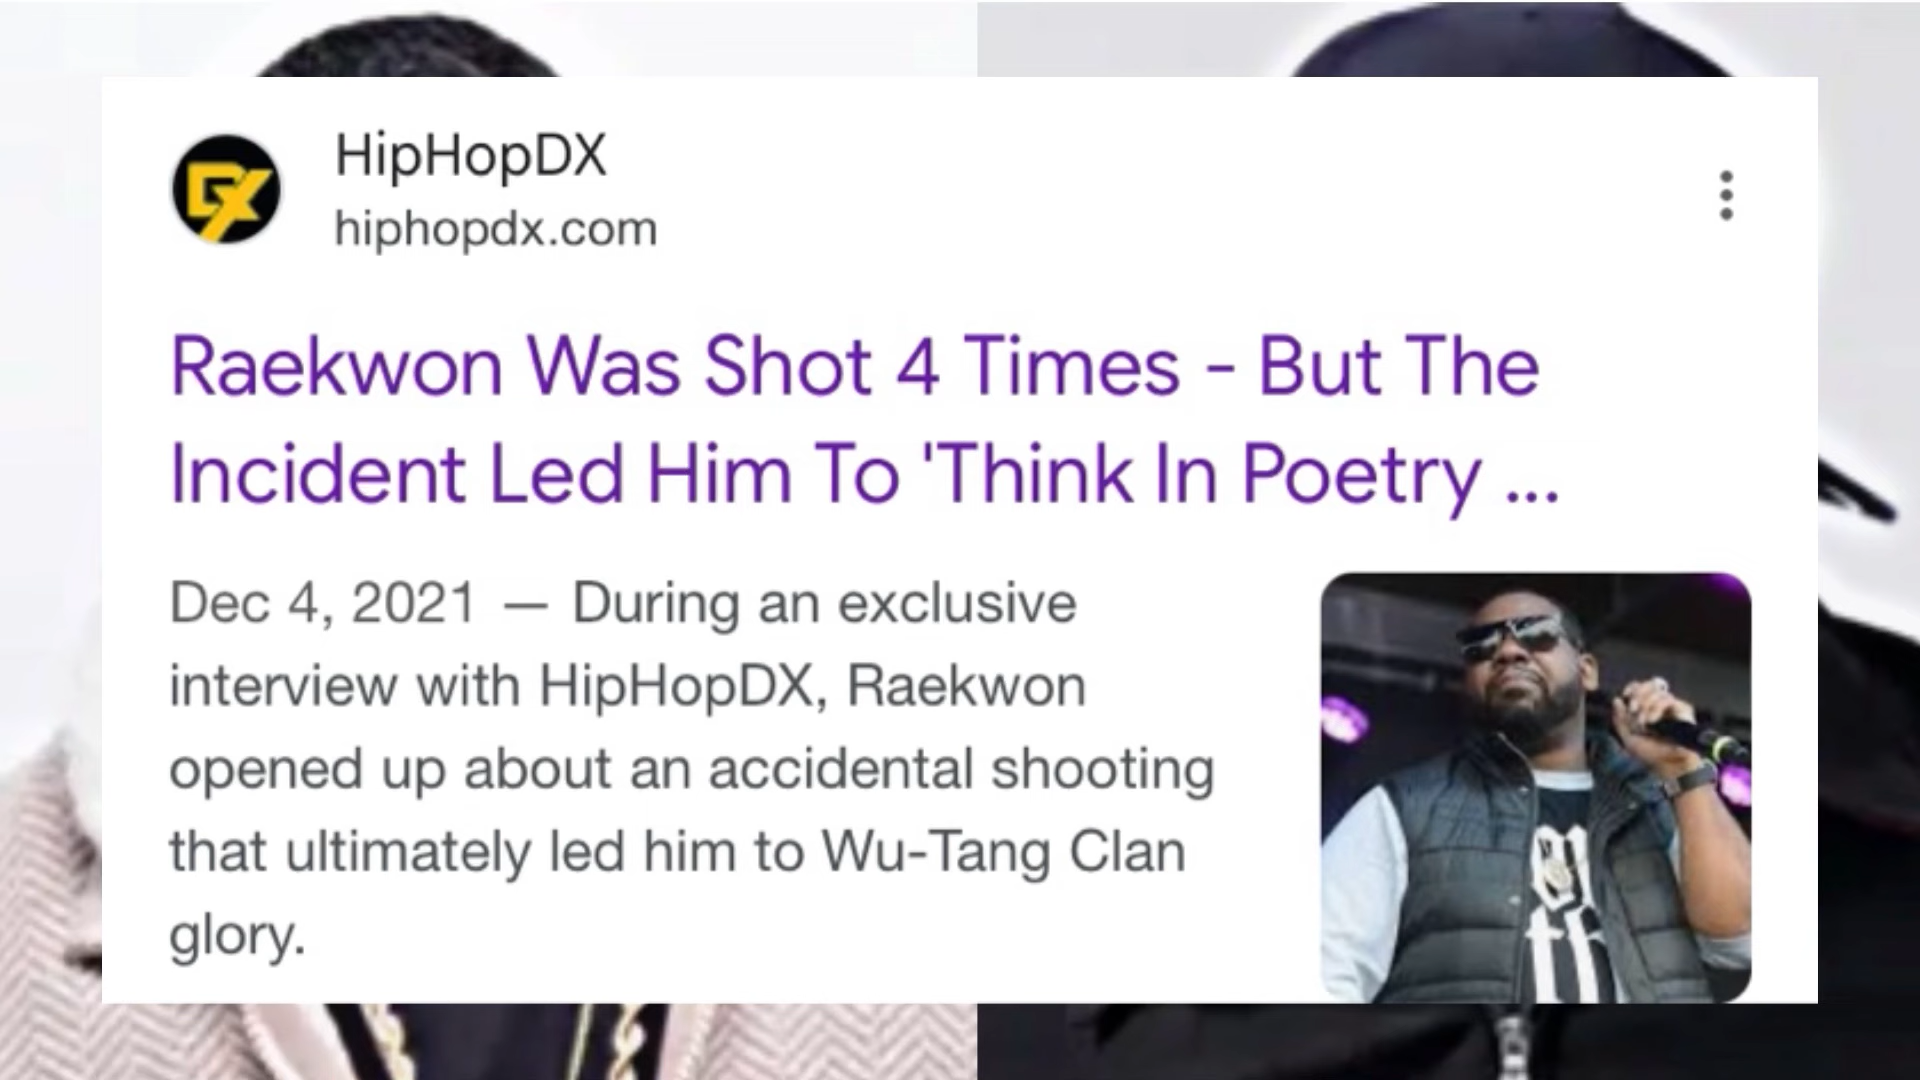 DX
HipHopDX
hiphopdx.com
Raekwon Was Shot 4 Times - But The
Incident Led Him To 'Think In Poetry ...
Dec 4, 2021 — During an exclusive
interview with HipHopDX, Raekwon
opened up about an accidental shooting
that ultimately led him to Wu-Tang Clan
glory.